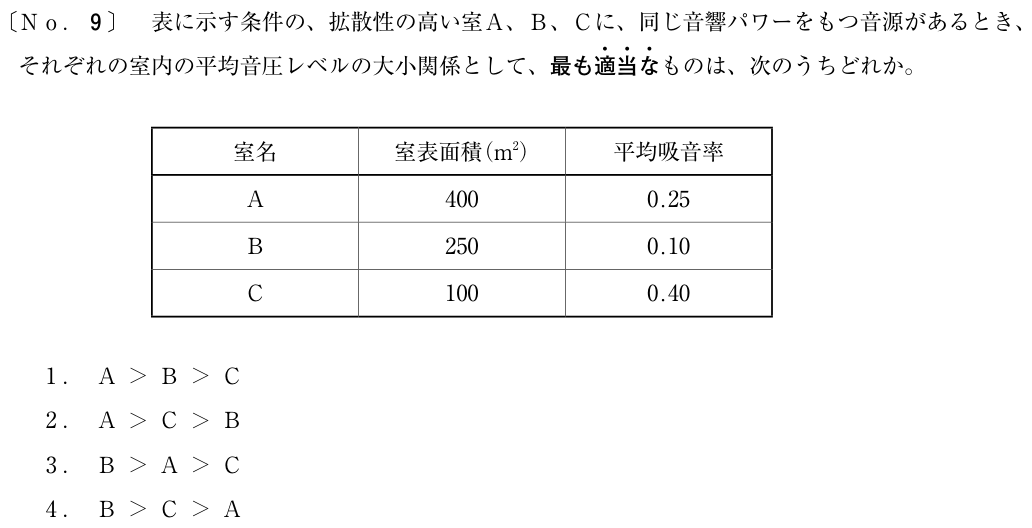 〔Ｎｏ．９〕　表に示す条件の、拡散性の高い室Ａ、Ｂ、Ｃに、同じ音響パワーをもつ音源があるとき、
それぞれの室内の平均音圧レベルの大小関係として、最も適当なものは、次のうちどれか。
室名　室表面積(m²)　平均吸音率
A　400　0.25
B　250　0.10
C　100　0.40
1．　A ＞ B ＞ C
2．　A ＞ C ＞ B
3．　B ＞ A ＞ C
4．　B ＞ C ＞ A